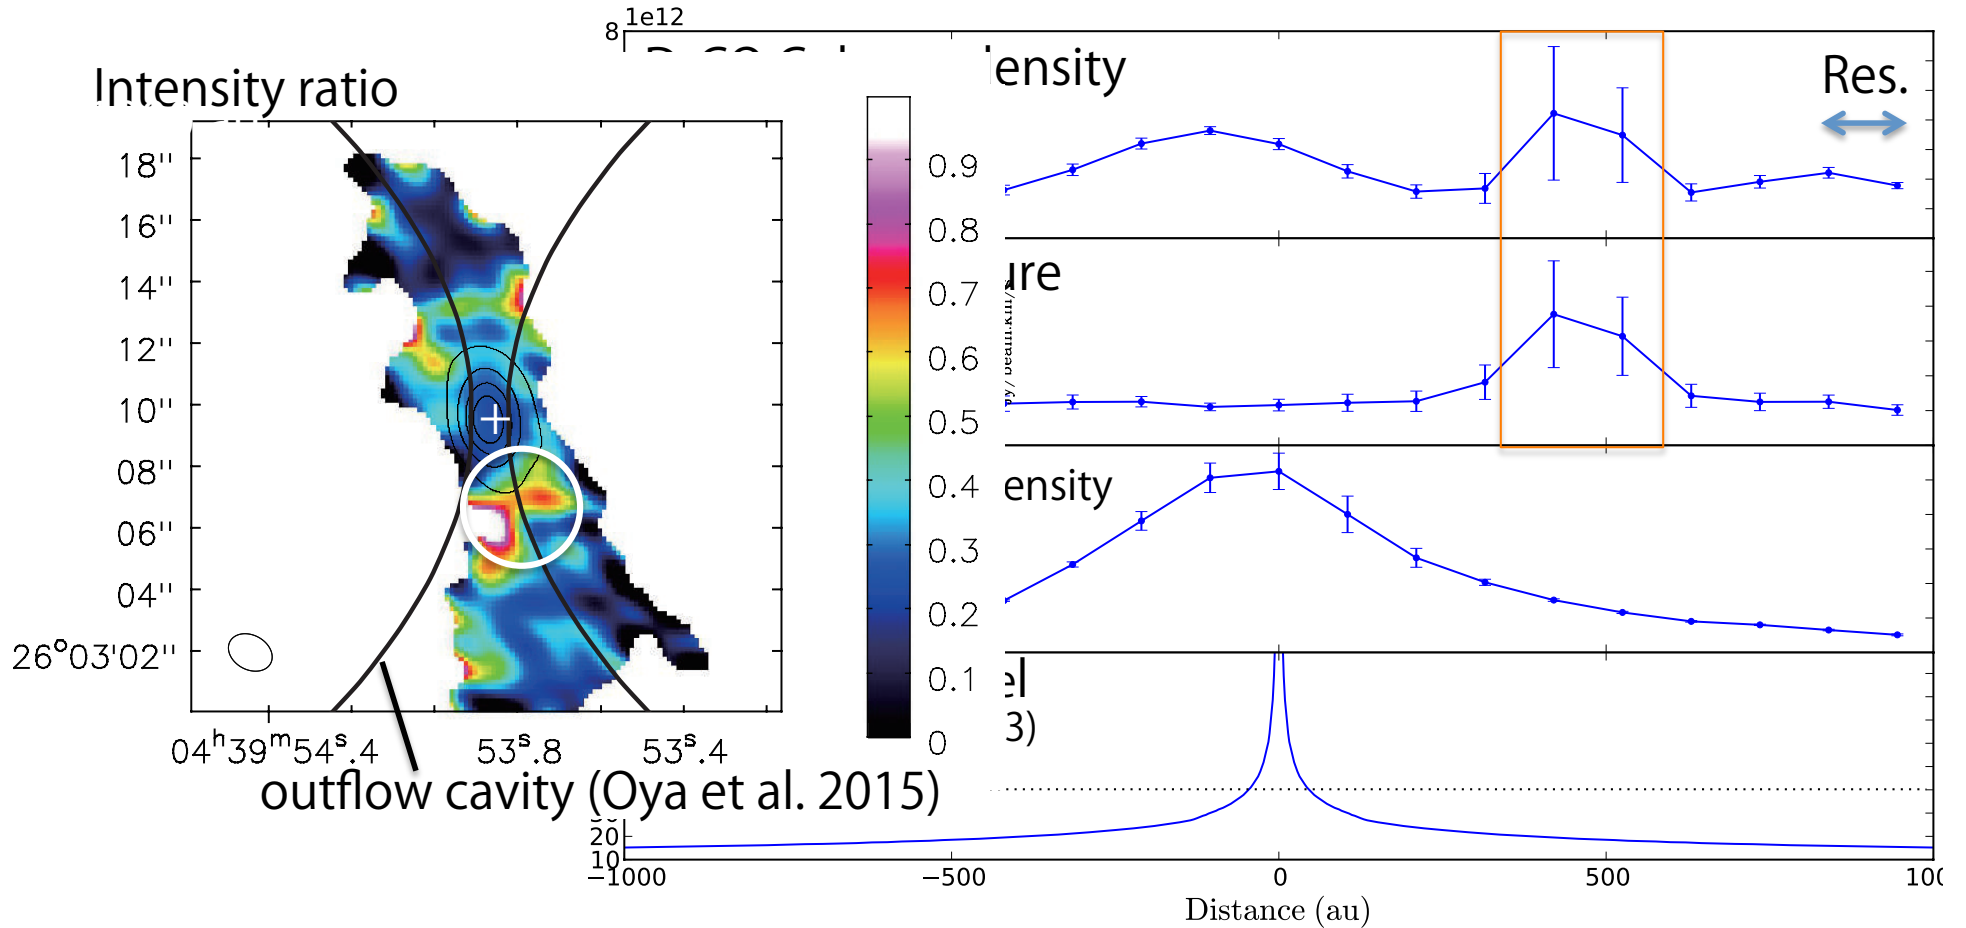 1e12
8
ensity
Res.
Intensity ratio
18''
16''
14''
12''
10''
08''
06''
04''
26°03'02''
04h39m54s.4
53s.8
53s.4
0.9
0.8
0.7
0.6
0.5
0.4
0.3
0.2
0.1
0
outflow cavity (Oya et al. 2015)
ure
ensity
el
3)
20
10
−1000
−500
0
500
Distance (au)